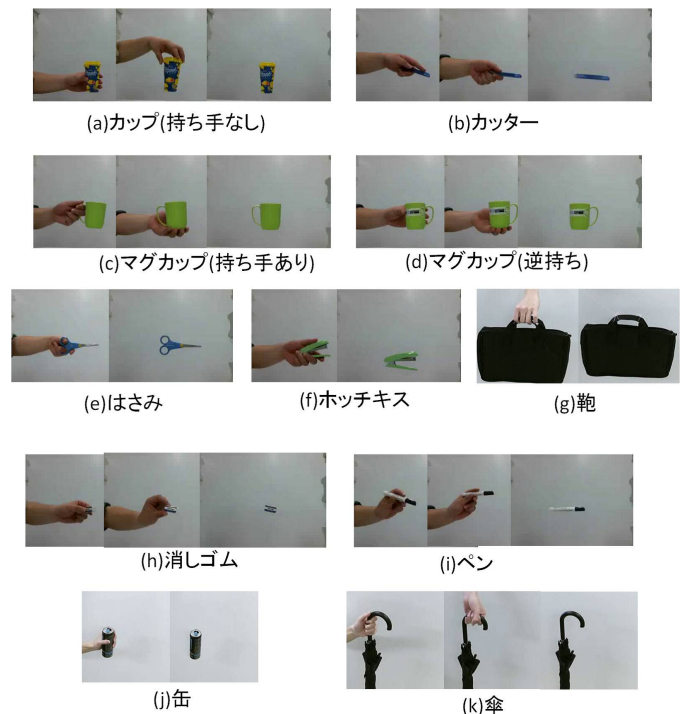 (a)カップ(持ち手なし)
(b)カッター
(c)マグカップ(持ち手あり)
(d)マグカップ(逆持ち)
(e)はさみ
(f)ホッチキス
(g)鞄
(h)消しゴム
(i)ペン
(j)缶
(k)傘